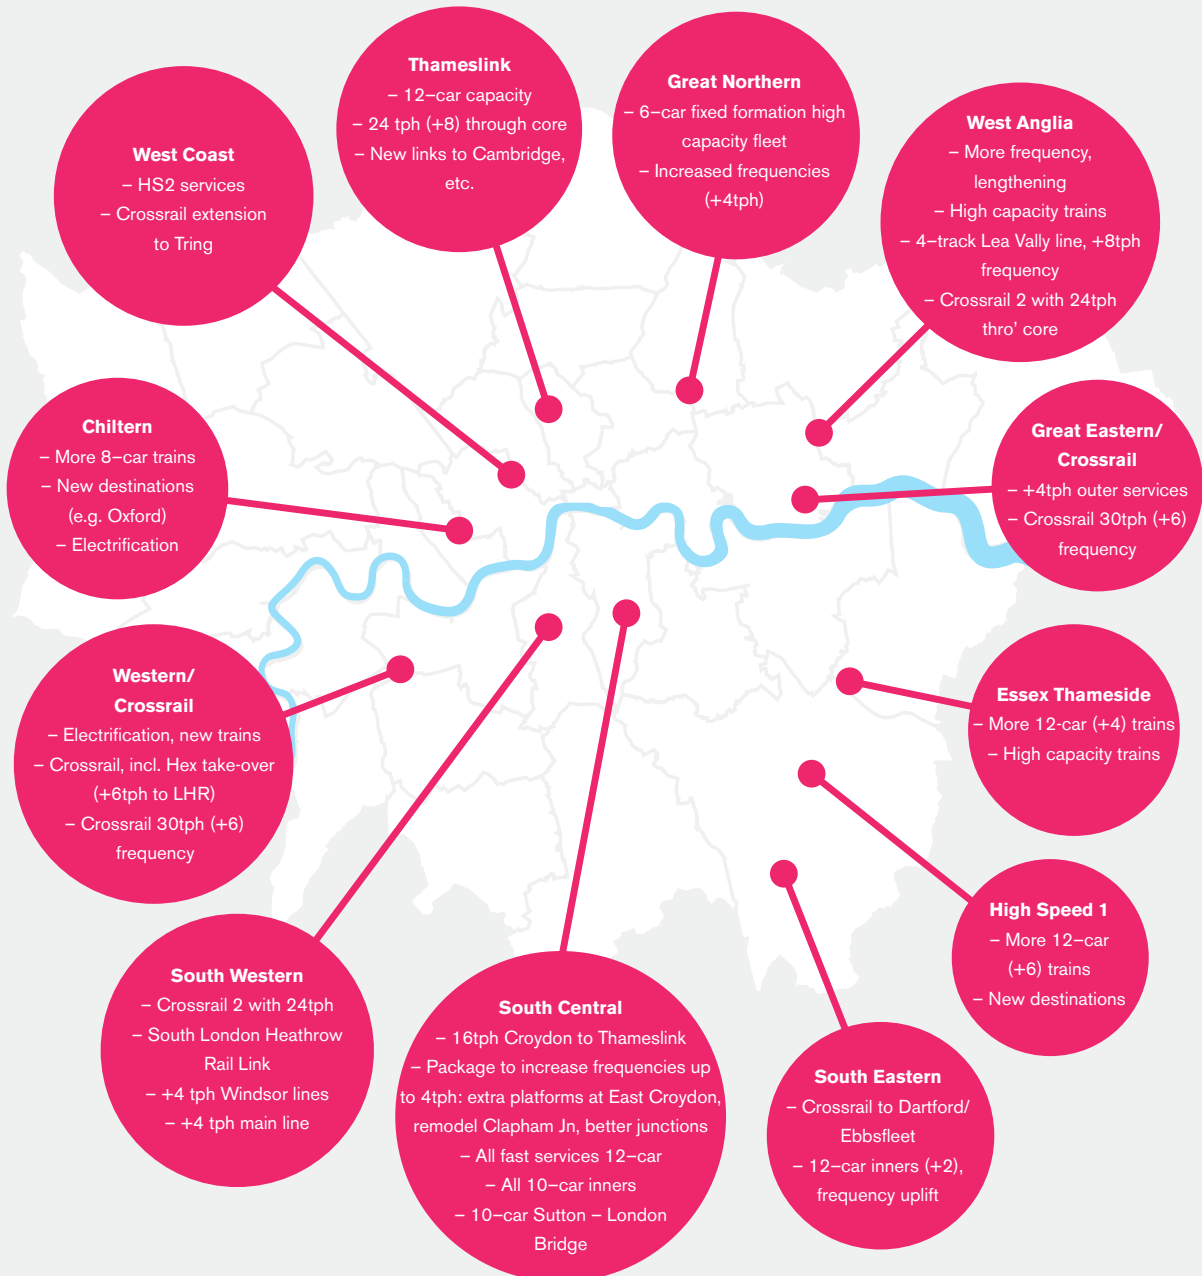 Thameslink
– 12–car capacity
– 24 tph (+8) through core
– New links to Cambridge,
etc.
Great Northern
– 6–car fixed formation high
capacity fleet
– Increased frequencies
(+4tph)
West Anglia
– More frequency,
lengthening
– High capacity trains
– 4–track Lea Vally line, +8tph
frequency
– Crossrail 2 with 24tph
thro’ core
West Coast
– HS2 services
– Crossrail extension
to Tring
Chiltern
– More 8–car trains
– New destinations
(e.g. Oxford)
– Electrification
Great Eastern/
Crossrail
– +4tph outer services
– Crossrail 30tph (+6)
frequency
Western/
Crossrail
– Electrification, new trains
– Crossrail, incl. Hex take–over
(+6tph to LHR)
– Crossrail 30tph (+6)
frequency
Essex Thameside
– More 12-car (+4) trains
– High capacity trains
High Speed 1
– More 12–car
(+6) trains
– New destinations
South Western
– Crossrail 2 with 24tph
– South London Heathrow
Rail Link
– +4 tph Windsor lines
– +4 tph main line
South Central
– 16tph Croydon to Thameslink
– Package to increase frequencies up
to 4tph: extra platforms at East Croydon,
remodel Clapham Jn, better junctions
– All fast services 12–car
– All 10–car inners
– 10–car Sutton – London
Bridge
South Eastern
– Crossrail to Dartford/
Ebbsfleet
– 12–car inners (+2),
frequency uplift